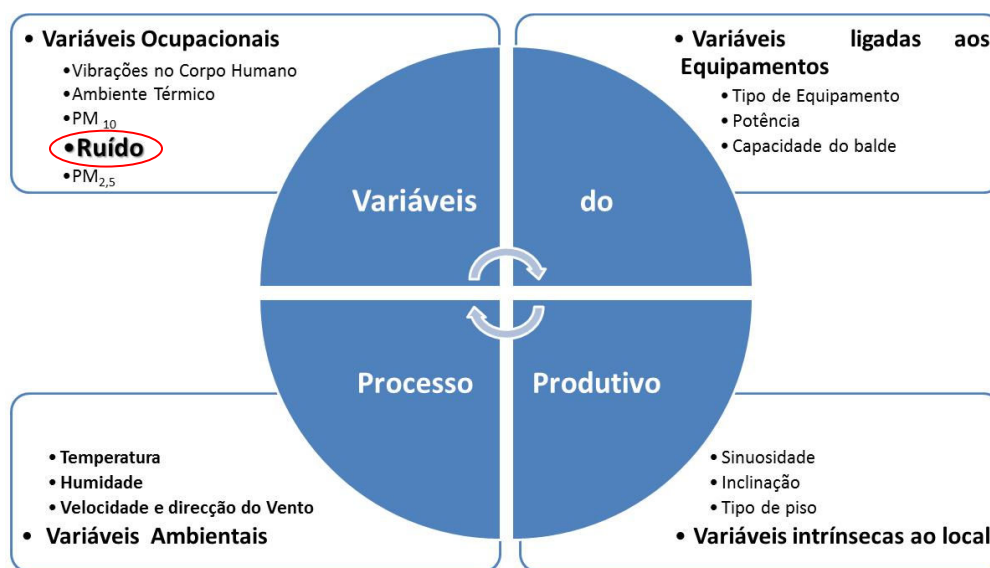 • Variáveis Ocupacionais
•Vibrações no Corpo Humano
•Ambiente Térmico
•PM 10
•Ruído
•PM2,5
• Variáveis ligadas aos
Equipamentos
• Tipo de Equipamento
• Potência
• Capacidade do balde
Variáveis do
Processo Produtivo
• Temperatura
• Humidade
• Velocidade e direcção do Vento
• Variáveis Ambientais
• Sinuosidade
• Inclinação
• Tipo de piso
• Variáveis intrínsecas ao local